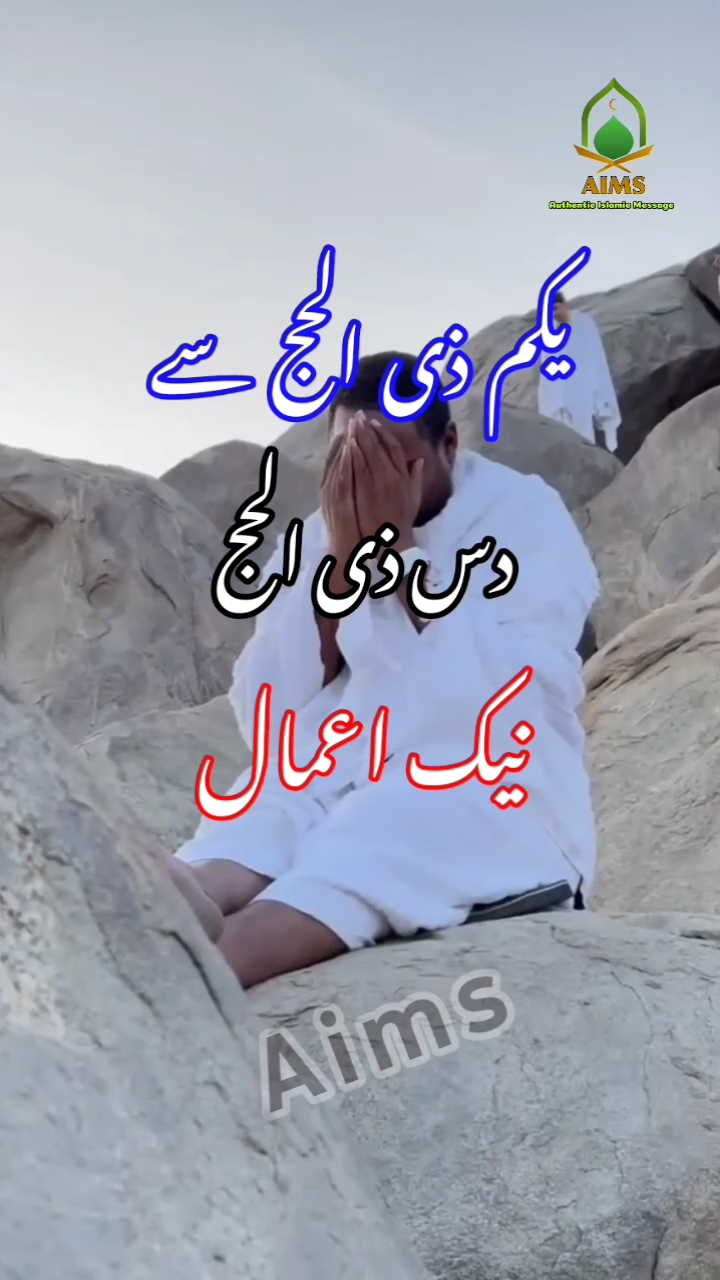 AIMS
Authentic Islamic Message
یکم ذی الحج سے
دس ذی الحج
نیک اعمال
Aims